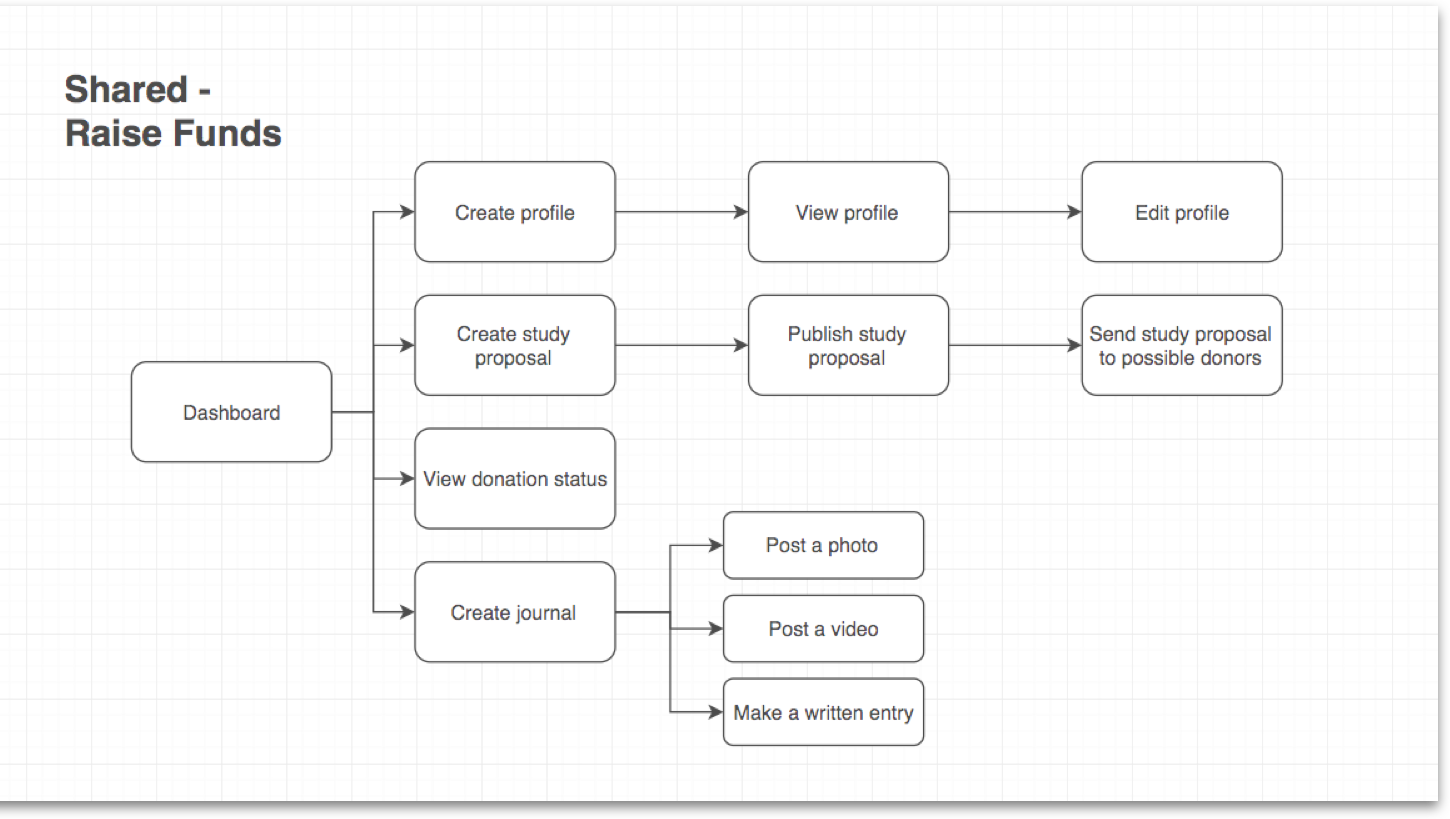 Shared -
Raise Funds
Create profile
View profile
Edit profile
Create study
proposal
Publish study
proposal
Send study proposal
to possible donors
Dashboard
View donation status
Create journal
Post a photo
Post a video
Make a written entry